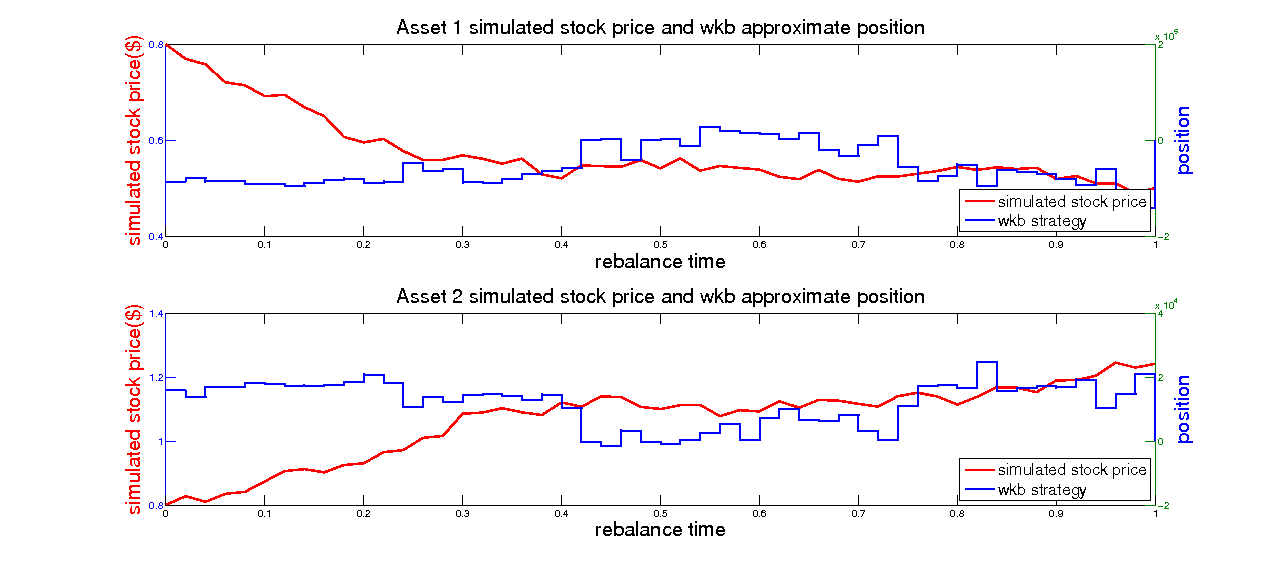 Asset 1 simulated stock price and wkb approximate position
x 10^5
simulated stock price($)
0.8
0.6
0.4
2
0
-2
position
simulated stock price
wkb strategy
0 0.1 0.2 0.3 0.4 0.5 0.6 0.7 0.8 0.9 1
rebalance time
Asset 2 simulated stock price and wkb approximate position
x 10^4
simulated stock price($)
1.4
1.2
1
0.8
4
2
0
-2
position
simulated stock price
wkb strategy
0 0.1 0.2 0.3 0.4 0.5 0.6 0.7 0.8 0.9 1
rebalance time